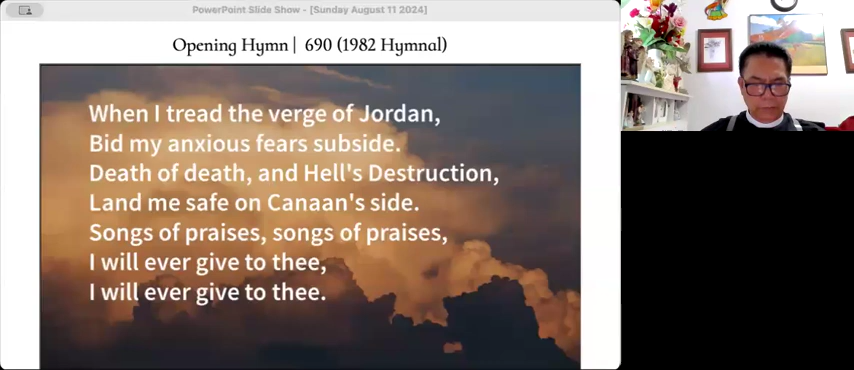 PowerPoint Slide Show - [Sunday August 11 2024]
Opening Hymn | 690 (1982 Hymnal)
When I tread the verge of Jordan,
Bid my anxious fears subside.
Death of death, and Hell's Destruction,
Land me safe on Canaan's side.
Songs of praises, songs of praises,
I will ever give to thee,
I will ever give to thee.